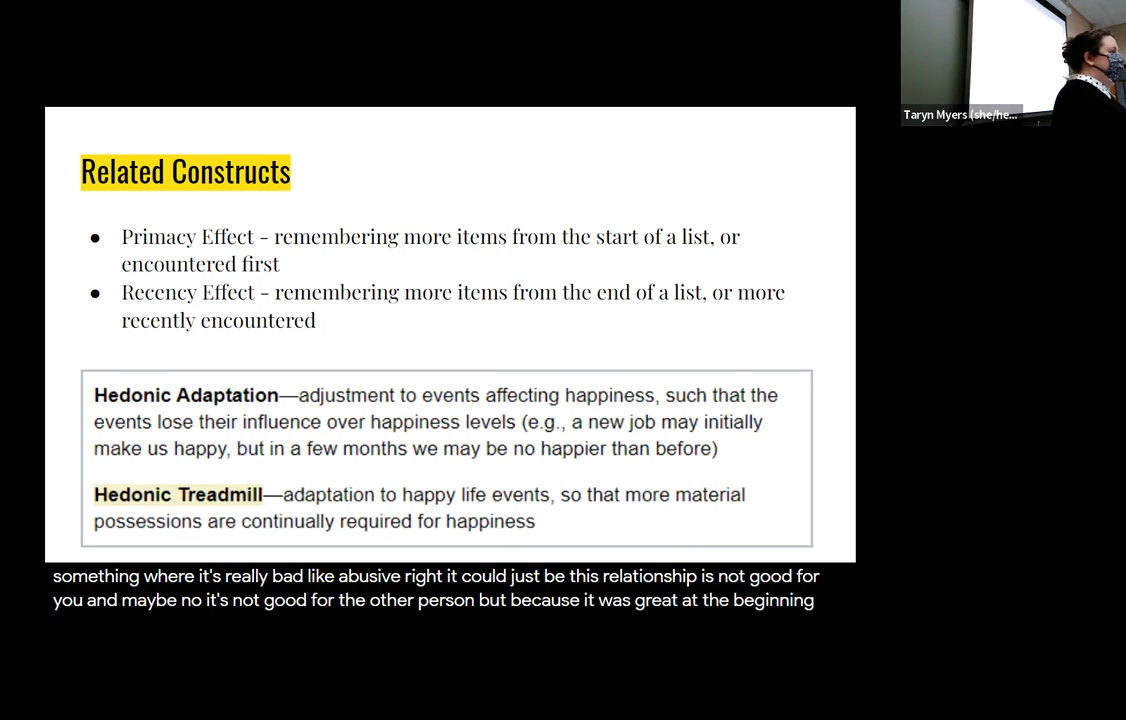 Taryn Myers (she/he...
Related Constructs
● Primacy Effect - remembering more items from the start of a list, or
encountered first
● Recency Effect - remembering more items from the end of a list, or more
recently encountered
Hedonic Adaptation—adjustment to events affecting happiness, such that the
events lose their influence over happiness levels (e.g., a new job may initially
make us happy, but in a few months we may be no happier than before)
Hedonic Treadmill—adaptation to happy life events, so that more material
possessions are continually required for happiness
something where it's really bad like abusive right it could just be this relationship is not good for
you and maybe no it's not good for the other person but because it was great at the beginning